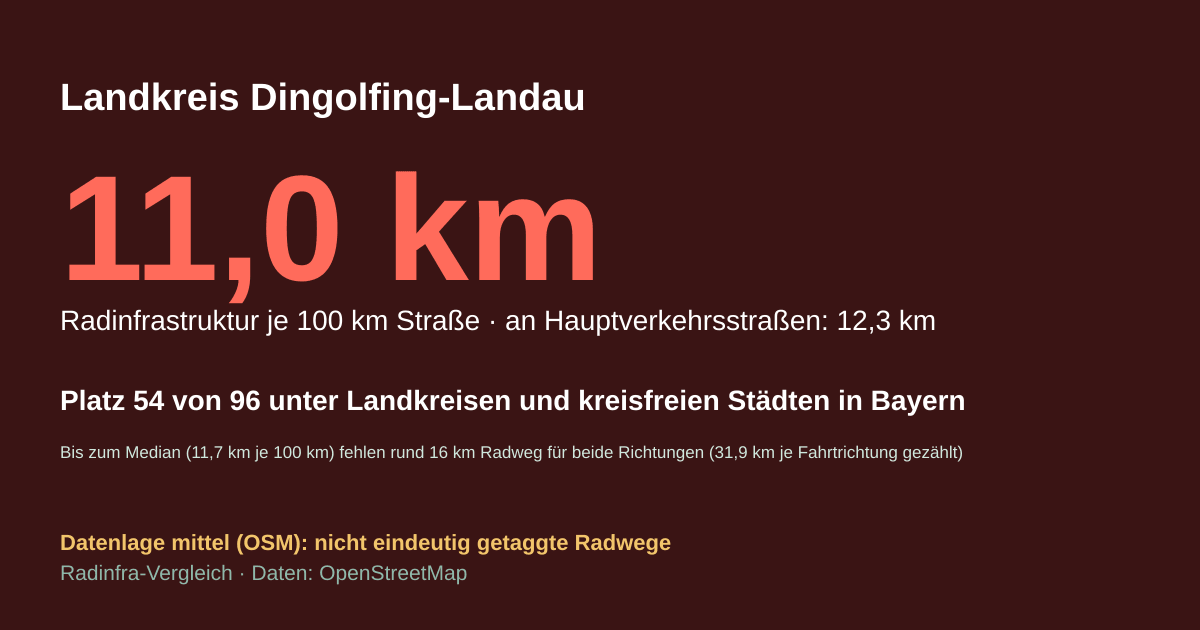 Landkreis Dingolfing-Landau
11,0 km
Radinfrastruktur je 100 km Straße · an Hauptverkehrsstraßen: 12,3 km
Platz 54 von 96 unter Landkreisen und kreisfreien Städten in Bayern
Bis zum Median (11,7 km je 100 km) fehlen rund 16 km Radweg für beide Richtungen (31,9 km je Fahrtrichtung gezählt)
Datenlage mittel (OSM): nicht eindeutig getaggte Radwege
Radinfra-Vergleich · Daten: OpenStreetMap